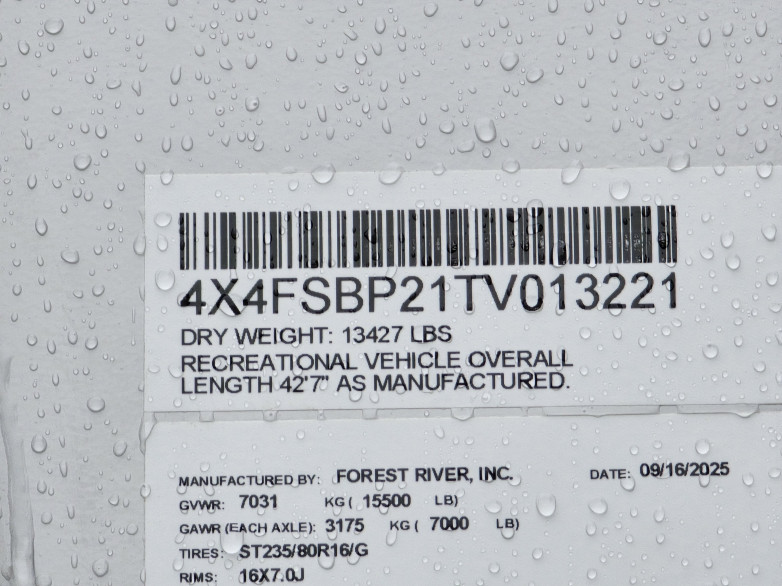 4X4FSBP21TV013221
DRY WEIGHT: 13427 LBS
RECREATIONAL VEHICLE OVERALL
LENGTH 42'7" AS MANUFACTURED.
MANUFACTURED BY: FOREST RIVER, INC. DATE: 09/16/2025
GVWR: 7031 KG ( 15500 LB)
GAWR (EACH AXLE): 3175 KG ( 7000 LB)
TIRES: ST235/80R16/G
RIMS: 16X7.0J